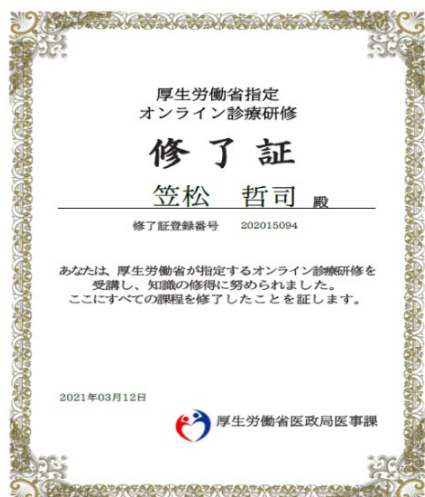 厚生労働省指定
オンライン診療研修
修了証
笠松 哲司 殿
修了証登録番号 202015094
あなたは、厚生労働省が指定するオンライン診療研修を
受講し、知識の修得に努められました。
ここにすべての課程を修了したことを証します。
2021年03月12日
厚生労働省医政局医事課